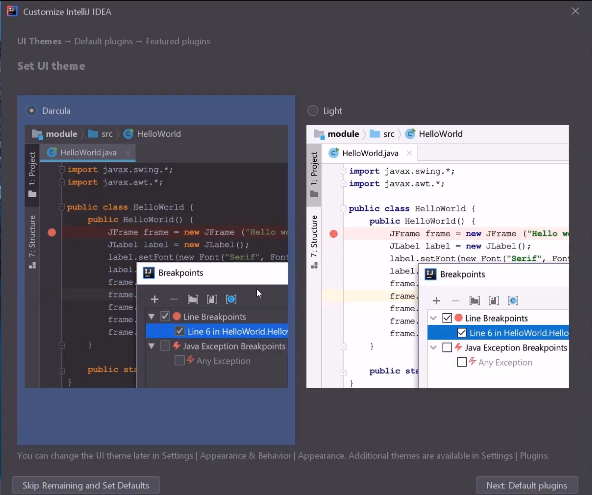 Customize IntelliJ IDEA
UI Themes → Default plugins → Featured plugins
Set UI theme
Darcula
module src HelloWorld
HelloWorld.java
1: Project
7: Structure
import javax.swing.*;
import javax.awt.*;
public class HelloWorld {
public HelloWorld() {
JFrame frame = new JFrame ("Hello wo
JLabel label = new JLabel();
label.setFont(new Font("Serif", Font
label.
frame.
frame.
frame.
frame.
frame.
}
public sta
}
Breakpoints
Line Breakpoints
Line 6 in HelloWorld.Hello
Java Exception Breakpoints
Any Exception
Light
module src HelloWorld
HelloWorld.java
1: Project
7: Structure
import javax.swing.*;
import javax.awt.*;
public class HelloWorld {
public HelloWorld() {
JFrame frame = new JFrame ("Hello w
JLabel label = new JLabel();
label.setFont(new Font("Serif", Font
label.
frame.
frame.
frame.
frame.
frame.
}
public sta
}
Breakpoints
Line Breakpoints
Line 6 in HelloWorld.Hello
Java Exception Breakpoints
Any Exception
You can change the UI theme later in Settings | Appearance & Behavior | Appearance. Additional themes are available in Settings | Plugins.
Skip Remaining and Set Defaults
Next: Default plugins